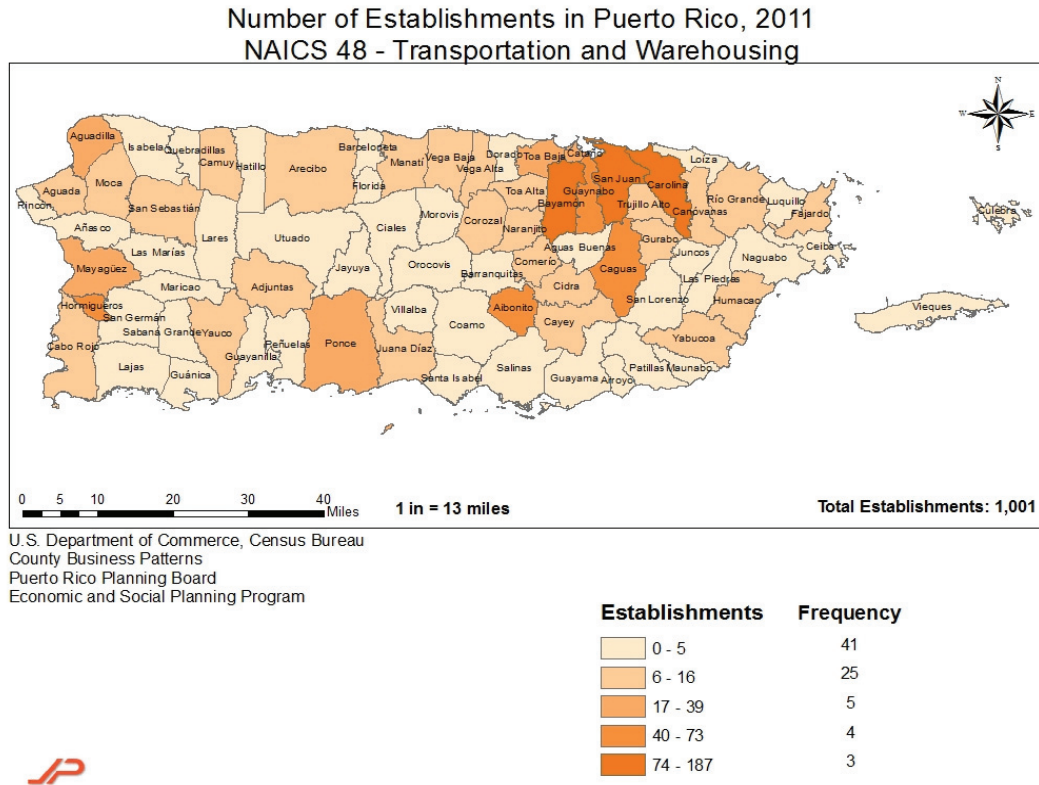 Number of Establishments in Puerto Rico, 2011
NAICS 48 - Transportation and Warehousing
N
W E
S
Aguadilla
Isabela
Quebradillas
Camuy
Hatillo
Arecibo
Barceloneta
Manatí
Vega Baja
Vega Alta
Dorado
Toa Baja
Cataño
San Juan
Carolina
Loíza
Moca
Aguada
Rincón
San Sebastián
Florida
Toa Alta
Bayamón
Guaynabo
Trujillo Alto
Canóvanas
Río Grande
Luquillo
Fajardo
Culebra
Añasco
Lares
Utuado
Ciales
Morovis
Corozal
Naranjito
Las Marías
Mayagüez
Maricao
Adjuntas
Jayuya
Orocovis
Barranquitas
Comerío
Aguas Buenas
Caguas
Gurabo
Juncos
Las Piedras
Naguabo
Ceiba
Hormigueros
San Germán
Sabana Grande
Yauco
Guayanilla
Peñuelas
Ponce
Villalba
Juana Díaz
Coamo
Aibonito
Cidra
Cayey
San Lorenzo
Humacao
Yabucoa
Vieques
Cabo Rojo
Lajas
Guánica
Santa Isabel
Salinas
Guayama
Arroyo
Patillas
Maunabo
0 5 10 20 30 40
Miles
1 in = 13 miles
Total Establishments: 1,001
U.S. Department of Commerce, Census Bureau
County Business Patterns
Puerto Rico Planning Board
Economic and Social Planning Program
Establishments Frequency
0 - 5 41
6 - 16 25
17 - 39 5
40 - 73 4
74 - 187 3
JP